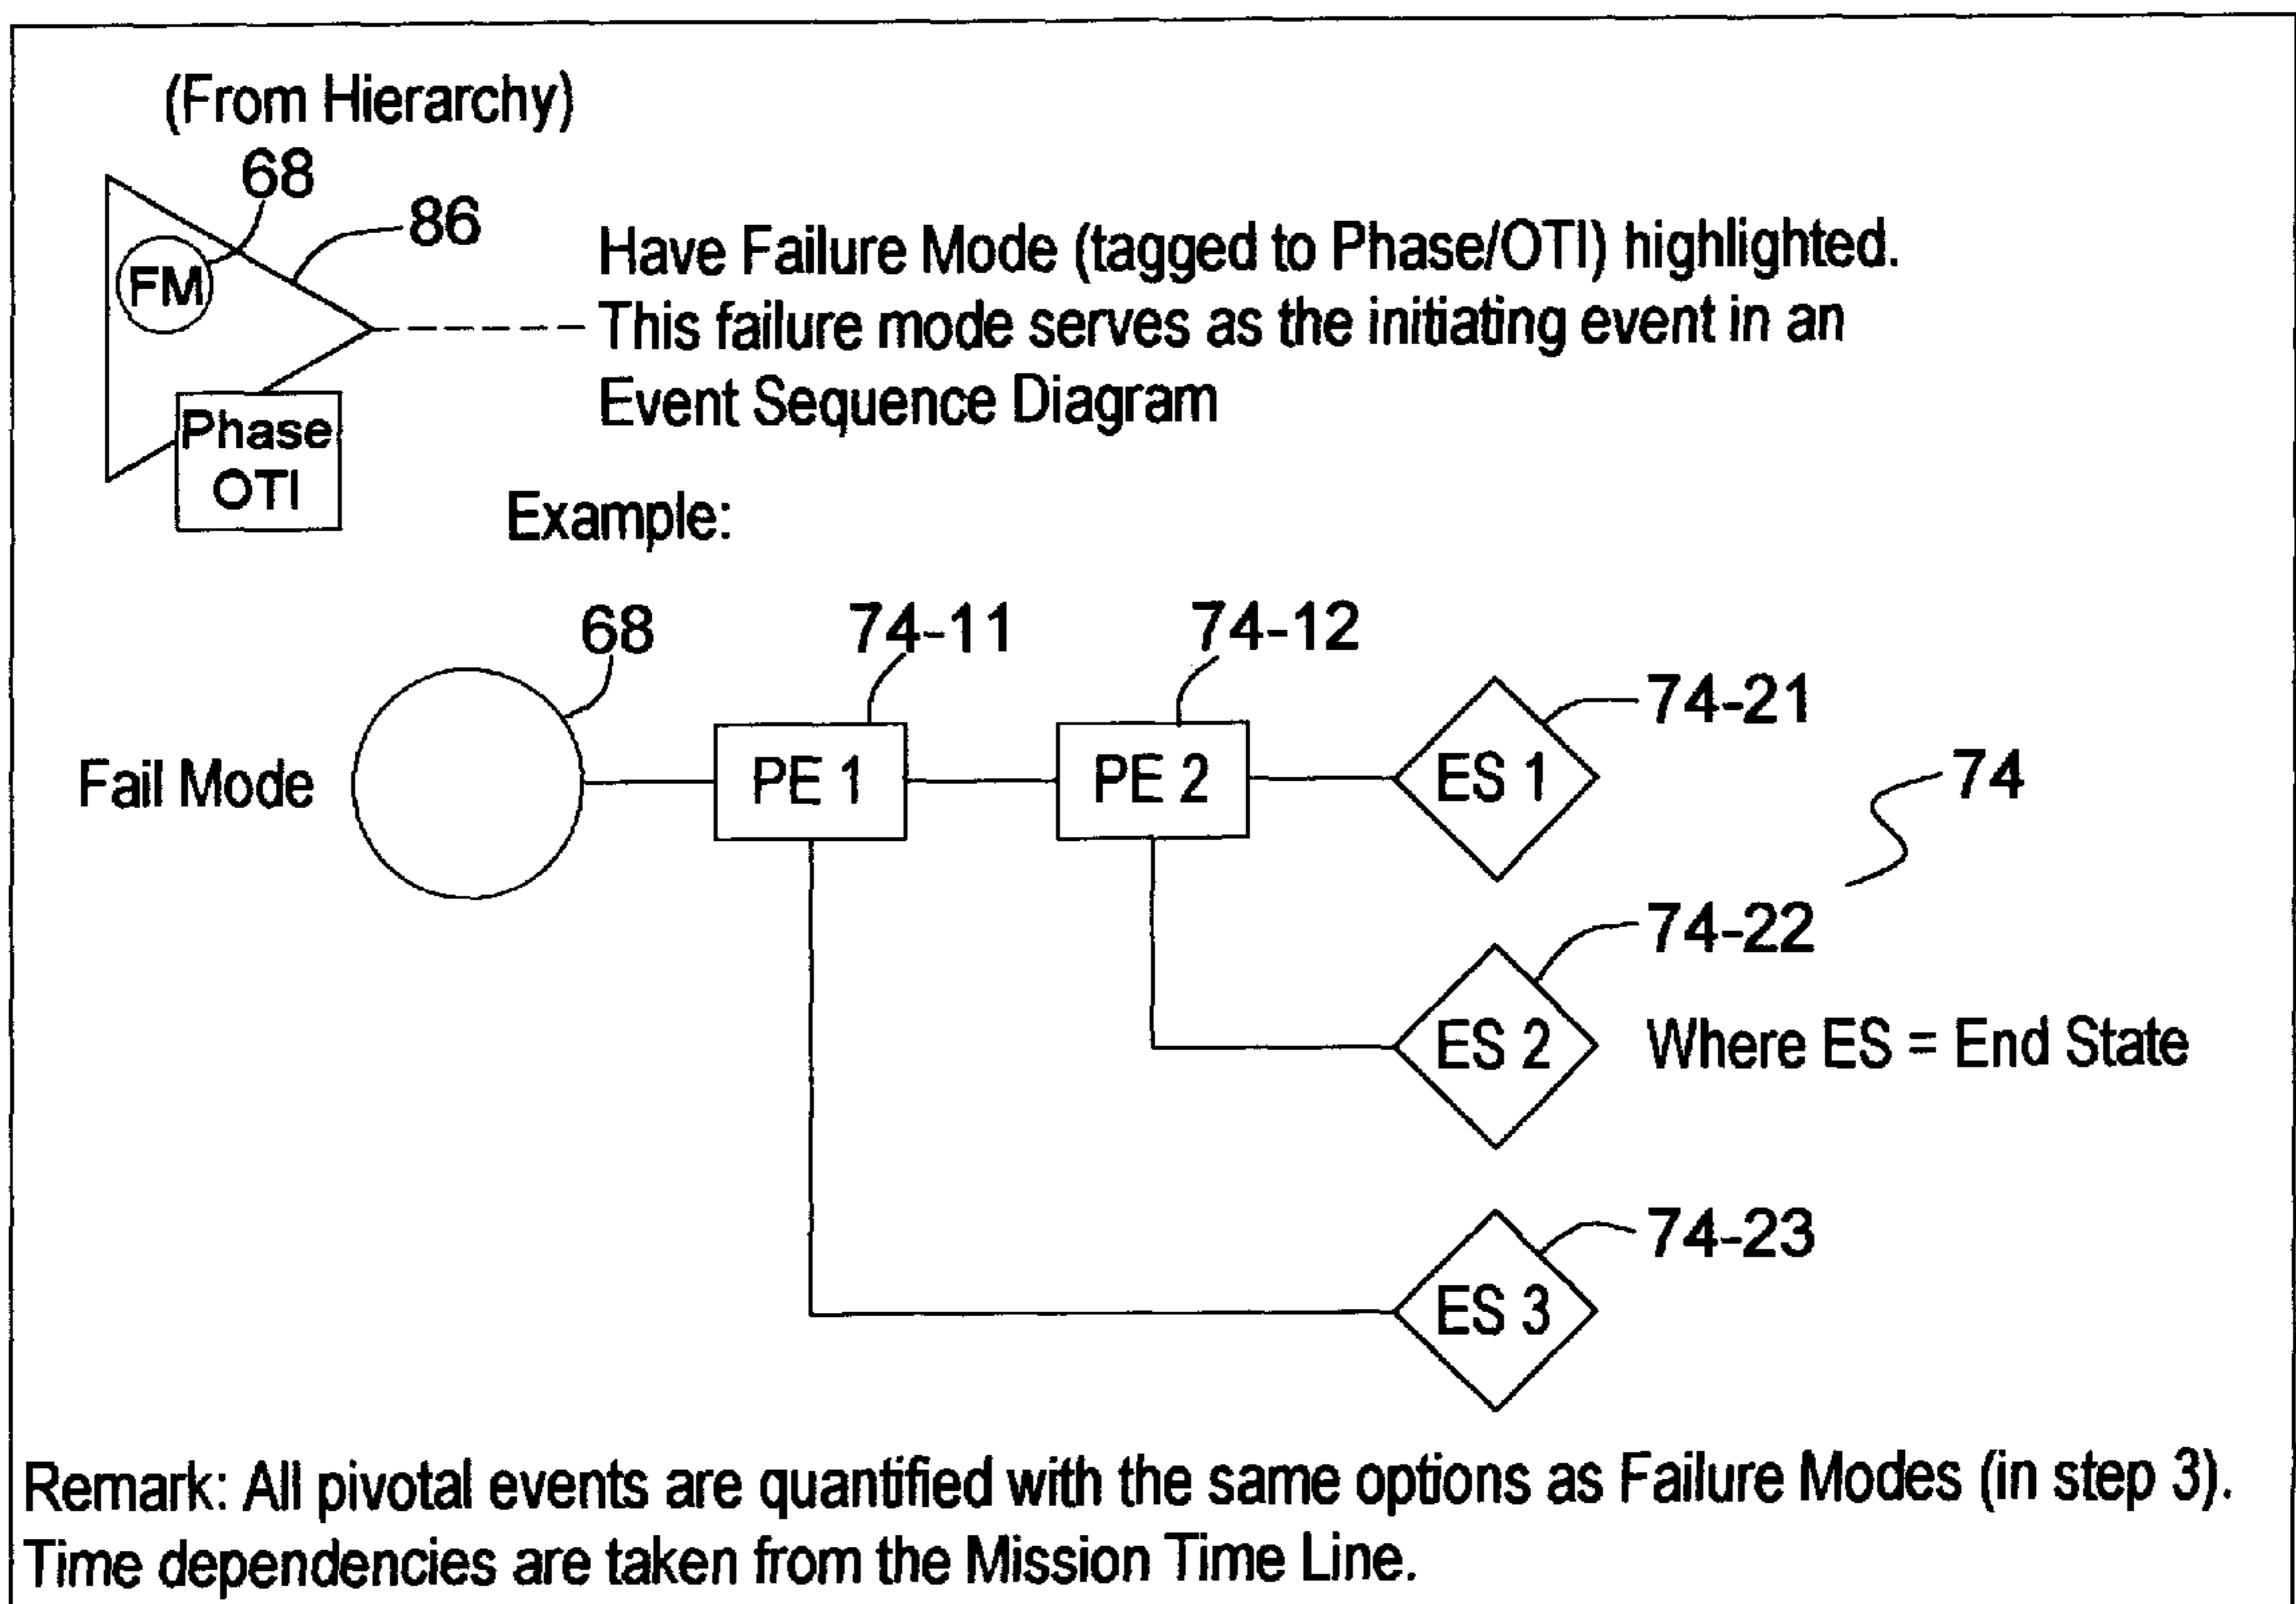 (From Hierarchy)
68
86
FM
Have Failure Mode (tagged to Phase/OTI) highlighted.
This failure mode serves as the initiating event in an
Event Sequence Diagram
Phase
OTI
Example:
68
74-11
74-12
74-21
Fail Mode
PE 1
PE 2
ES 1
74
74-22
ES 2
Where ES = End State
74-23
ES 3
Remark: All pivotal events are quantified with the same options as Failure Modes (in step 3).
Time dependencies are taken from the Mission Time Line.